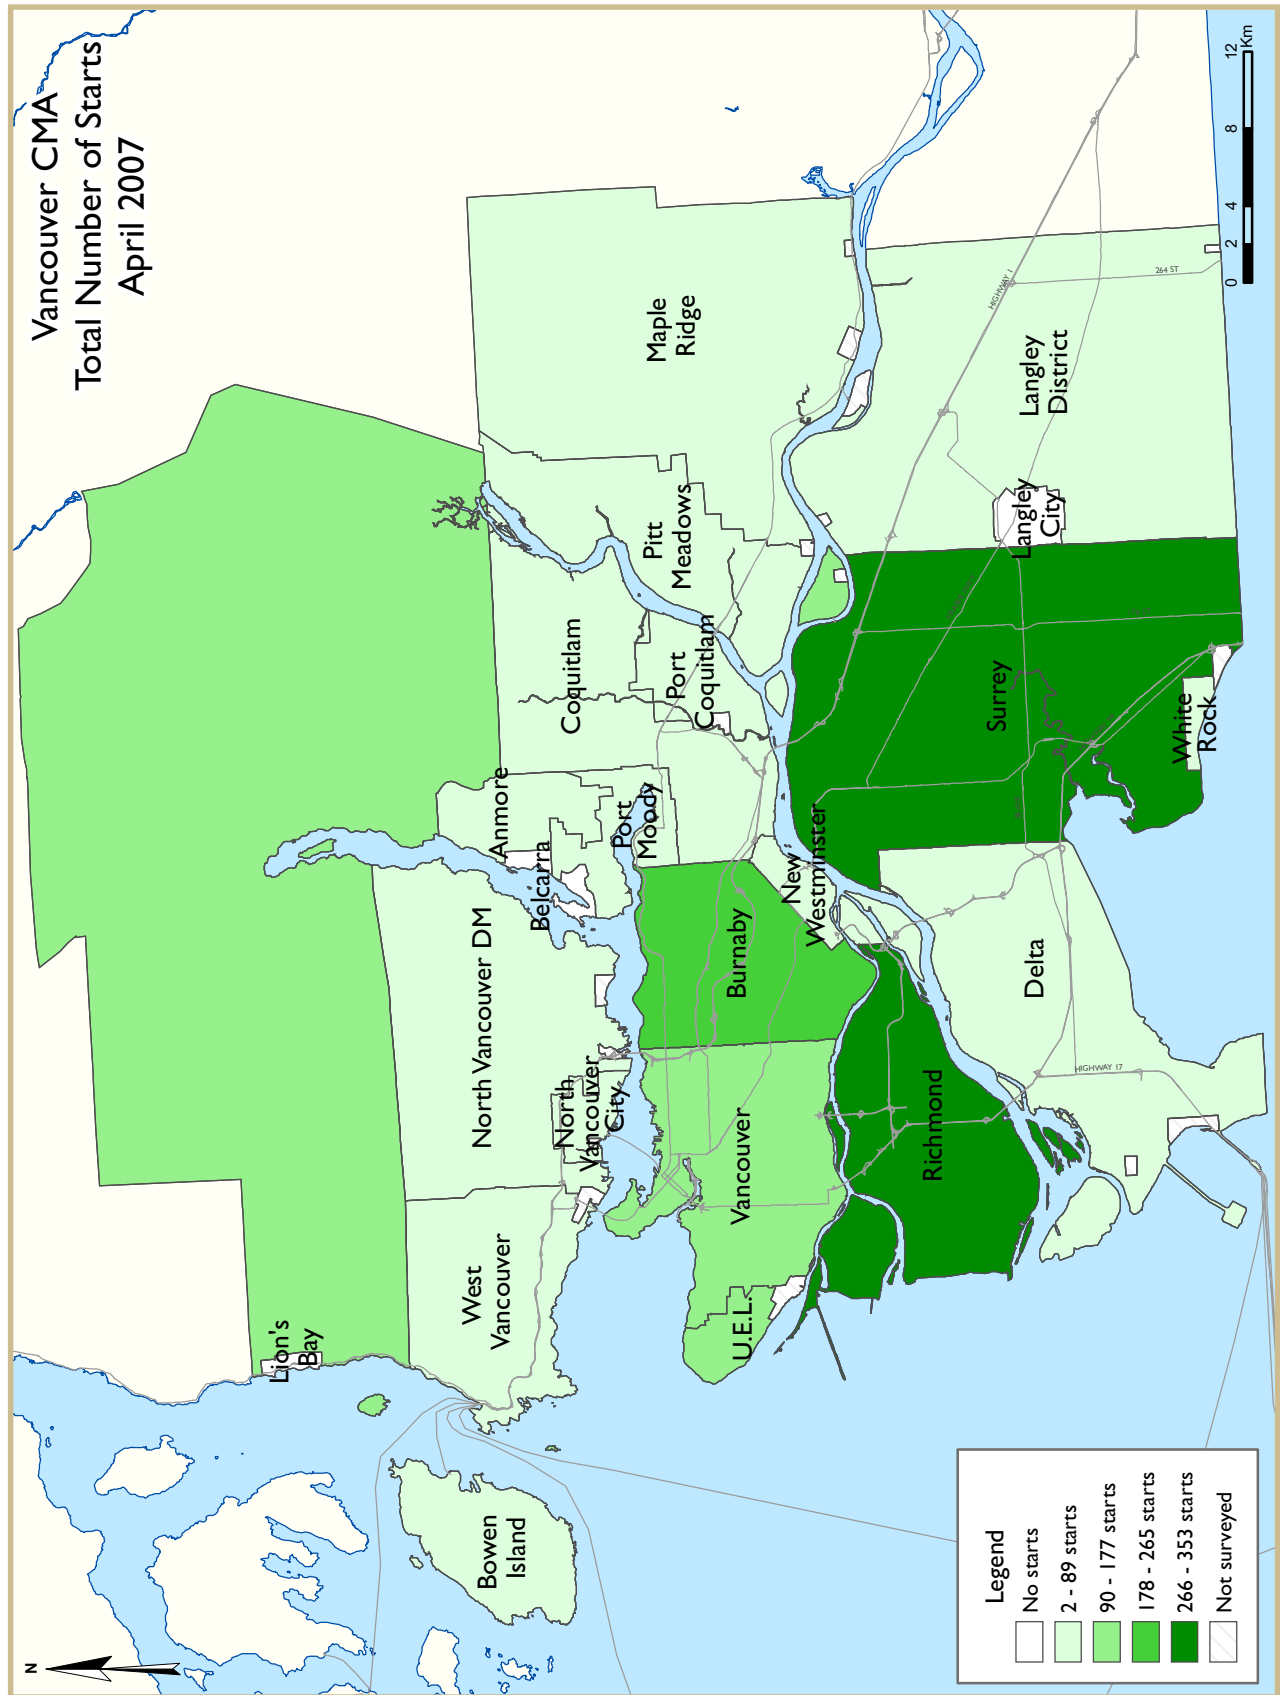 Vancouver CMA
Total Number of Starts
April 2007
N
Lion's
Bay
Bowen
Island
West
Vancouver
North Vancouver DM
North
Vancouver
City
Anmore
Belcarra
Port
Moody
Coquitlam
Port
Coquitlam
Pitt
Meadows
Maple
Ridge
U.E.L.
Vancouver
Burnaby
New
Westminster
Richmond
Delta
Surrey
White
Rock
Langley
City
Langley
District
HIGHWAY 1
264 ST
HIGHWAY 17
Legend
No starts
2 - 89 starts
90 - 177 starts
178 - 265 starts
266 - 353 starts
Not surveyed
0 2 4 8 12
Km